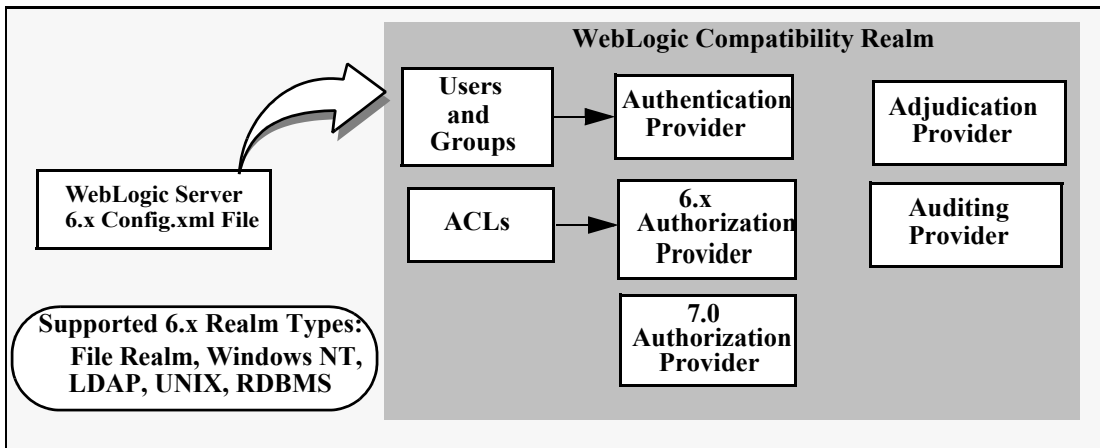 WebLogic Compatibility Realm
Users
and
Groups
Authentication
Provider
Adjudication
Provider
WebLogic Server
6.x Config.xml File
ACLs
6.x
Authorization
Provider
Auditing
Provider
7.0
Authorization
Provider
Supported 6.x Realm Types:
File Realm, Windows NT,
LDAP, UNIX, RDBMS